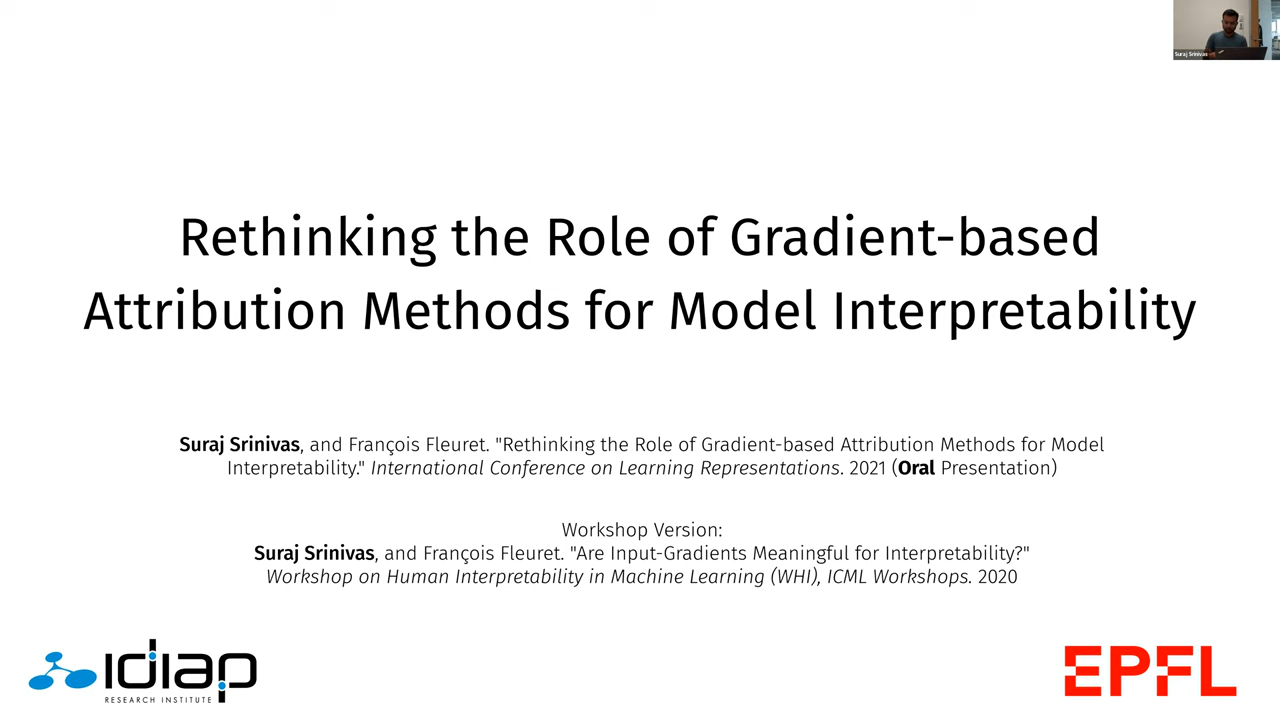 Suraj Srinivas
Rethinking the Role of Gradient-based
Attribution Methods for Model Interpretability
Suraj Srinivas, and François Fleuret. "Rethinking the Role of Gradient-based Attribution Methods for Model
Interpretability." International Conference on Learning Representations. 2021 (Oral Presentation)
Workshop Version:
Suraj Srinivas, and François Fleuret. "Are Input-Gradients Meaningful for Interpretability?"
Workshop on Human Interpretability in Machine Learning (WHI), ICML Workshops. 2020
idiap
RESEARCH INSTITUTE
EPFL